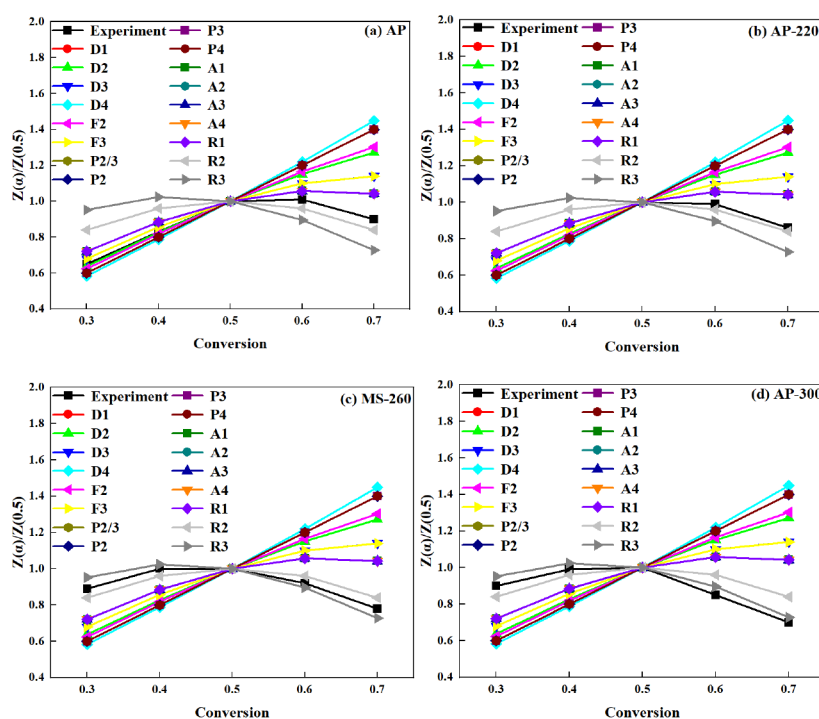 2.0
1.8
1.6
1.4
1.2
1.0
0.8
0.6
0.4
Z(α)/Z(0.5)
Experiment
D1
D2
D3
D4
F2
F3
P2/3
P2
P3
P4
A1
A2
A3
A4
R1
R2
R3
(a) AP
0.3 0.4 0.5 0.6 0.7
Conversion
2.0
1.8
1.6
1.4
1.2
1.0
0.8
0.6
0.4
Z(α)/Z(0.5)
Experiment
D1
D2
D3
D4
F2
F3
P2/3
P2
P3
P4
A1
A2
A3
A4
R1
R2
R3
(b) AP-220
0.3 0.4 0.5 0.6 0.7
Conversion
2.0
1.8
1.6
1.4
1.2
1.0
0.8
0.6
0.4
Z(α)/Z(0.5)
Experiment
D1
D2
D3
D4
F2
F3
P2/3
P2
P3
P4
A1
A2
A3
A4
R1
R2
R3
(c) MS-260
0.3 0.4 0.5 0.6 0.7
Conversion
2.0
1.8
1.6
1.4
1.2
1.0
0.8
0.6
0.4
Z(α)/Z(0.5)
Experiment
D1
D2
D3
D4
F2
F3
P2/3
P2
P3
P4
A1
A2
A3
A4
R1
R2
R3
(d) AP-300
0.3 0.4 0.5 0.6 0.7
Conversion